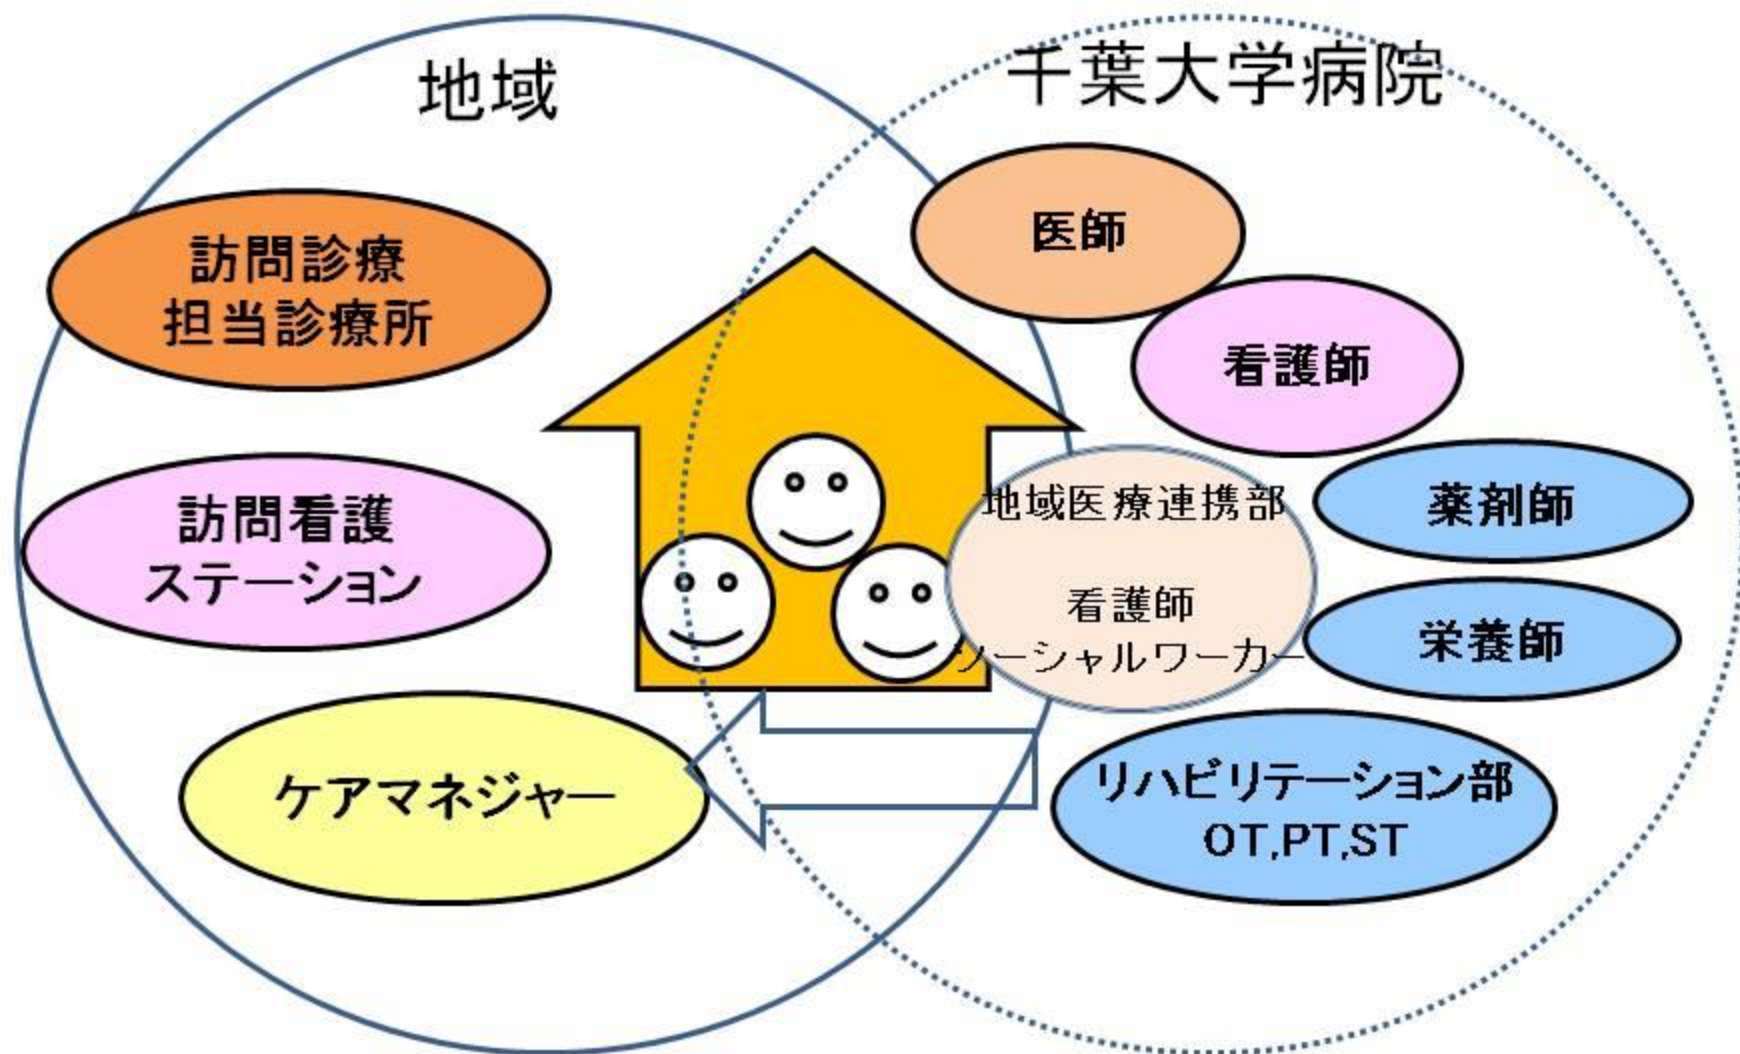 地域
千葉大学病院
訪問診療
担当診療所
訪問看護
ステーション
ケアマネジャー
医師
看護師
地域医療連携部
看護師
ソーシャルワーカー
薬剤師
栄養師
リハビリテーション部
OT,PT,ST